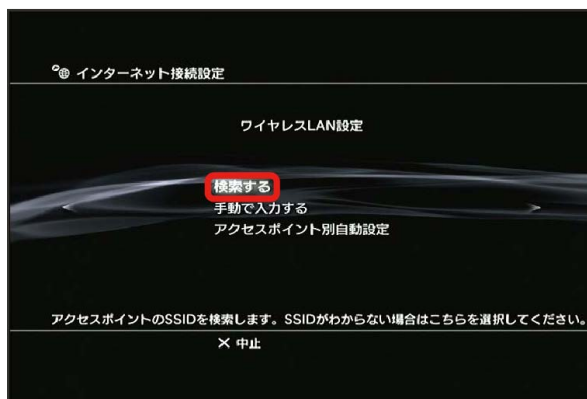 インターネット接続設定
ワイヤレスLAN設定
検索する
手動で入力する
アクセスポイント別自動設定
アクセスポイントのSSIDを検索します。SSIDがわからない場合はこちらを選択してください。
✕ 中止